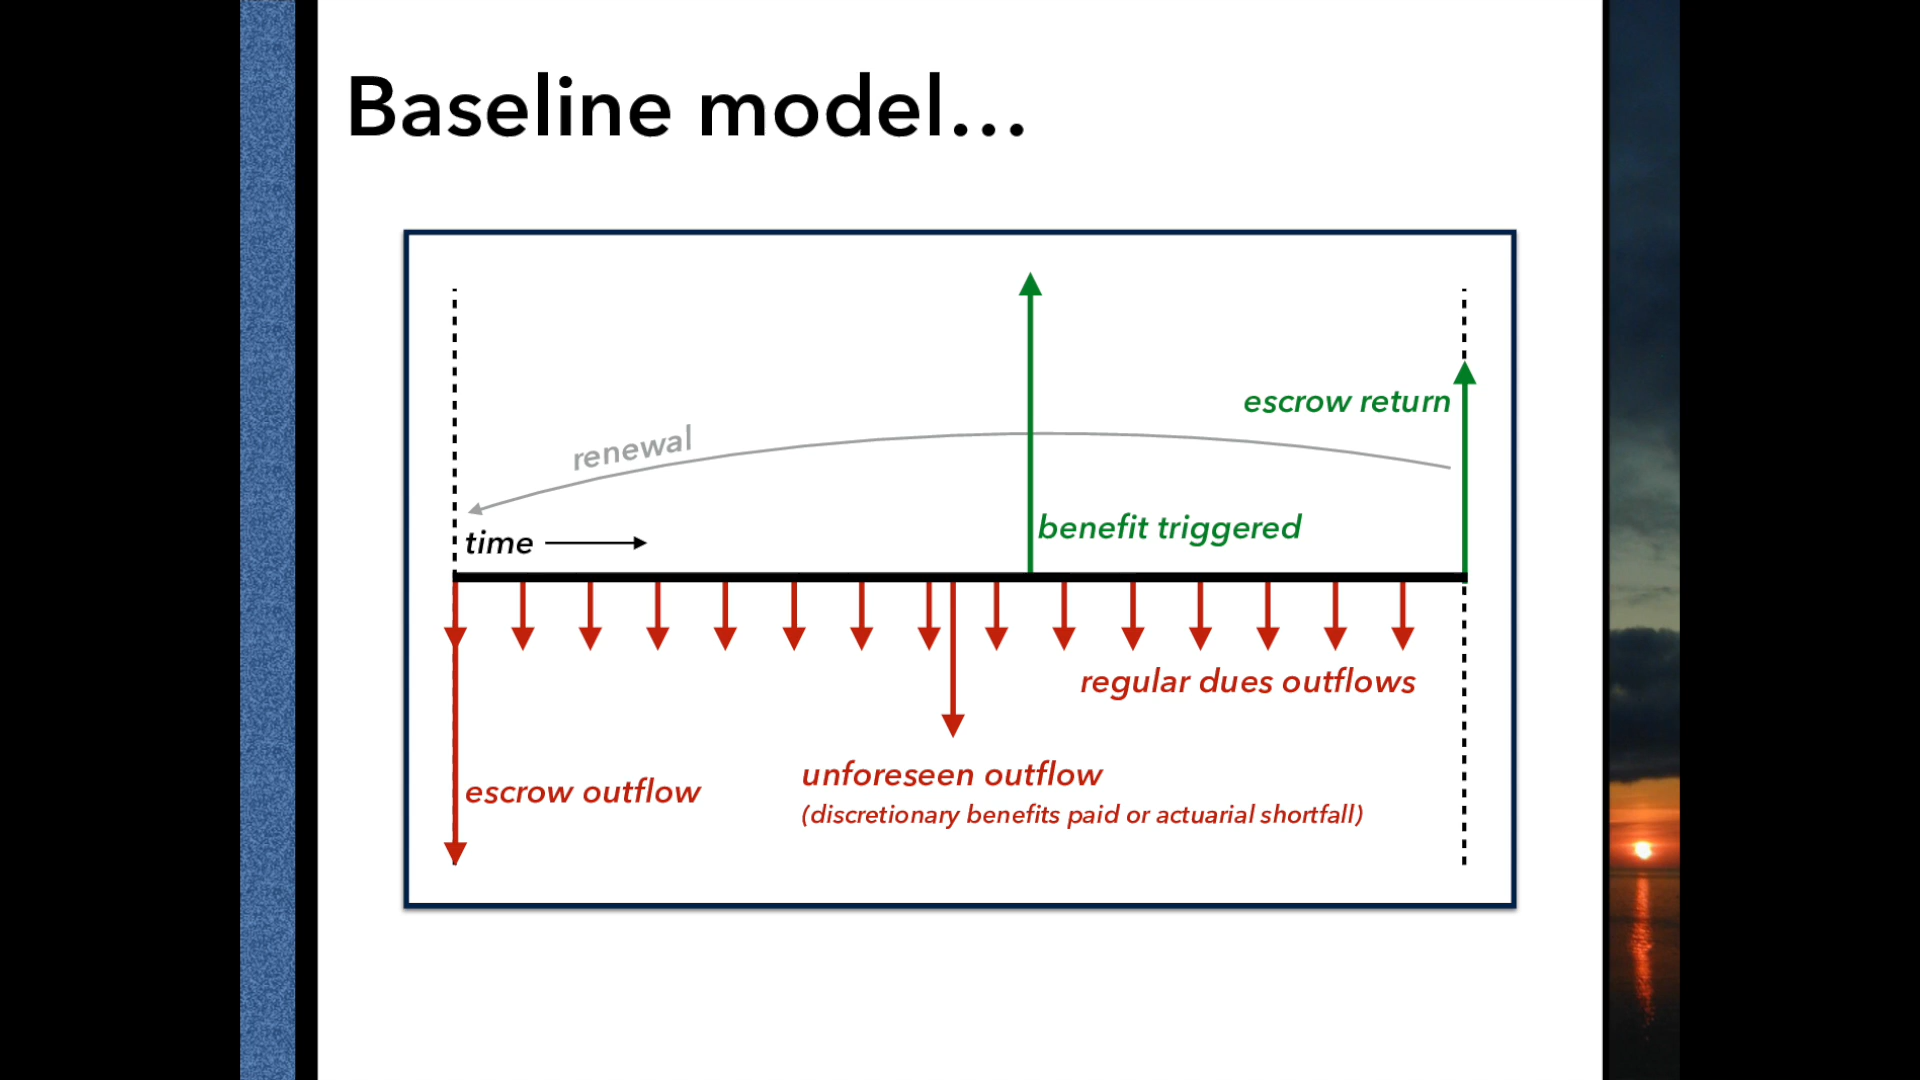 Baseline model…
escrow return
renewal
benefit triggered
time
regular dues outflows
unforeseen outflow
escrow outflow
(discretionary benefits paid or actuarial shortfall)